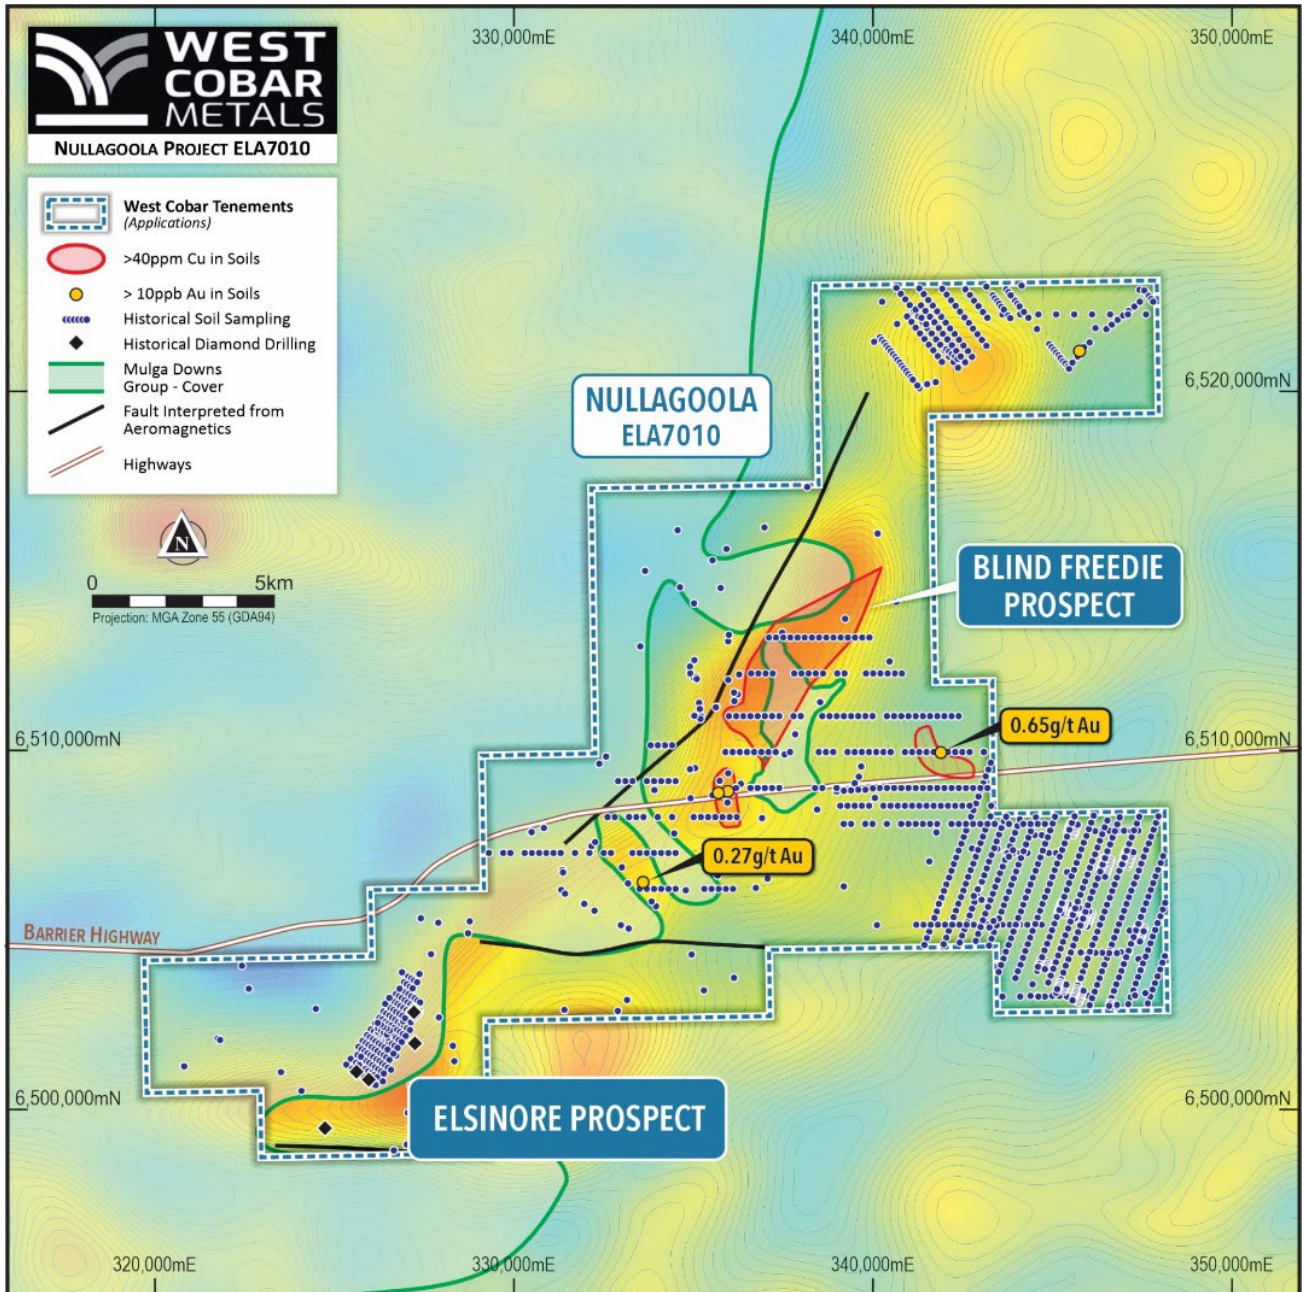 WEST
COBAR
METALS
NULLAGOOLA PROJECT ELA7010
West Cobar Tenements
(Applications)
>40ppm Cu in Soils
> 10ppb Au in Soils
Historical Soil Sampling
Historical Diamond Drilling
Mulga Downs
Group - Cover
Fault Interpreted from
Aeromagnetics
Highways
N
0 5km
Projection: MGA Zone 55 (GDA94)
330,000mE 340,000mE 350,000mE
6,520,000mN
NULLAGOOLA
ELA7010
BLIND FREEDIE
PROSPECT
0.65g/t Au
6,510,000mN 6,510,000mN
0.27g/t Au
BARRIER HIGHWAY
6,500,000mN 6,500,000mN
ELSINORE PROSPECT
320,000mE 330,000mE 340,000mE 350,000mE